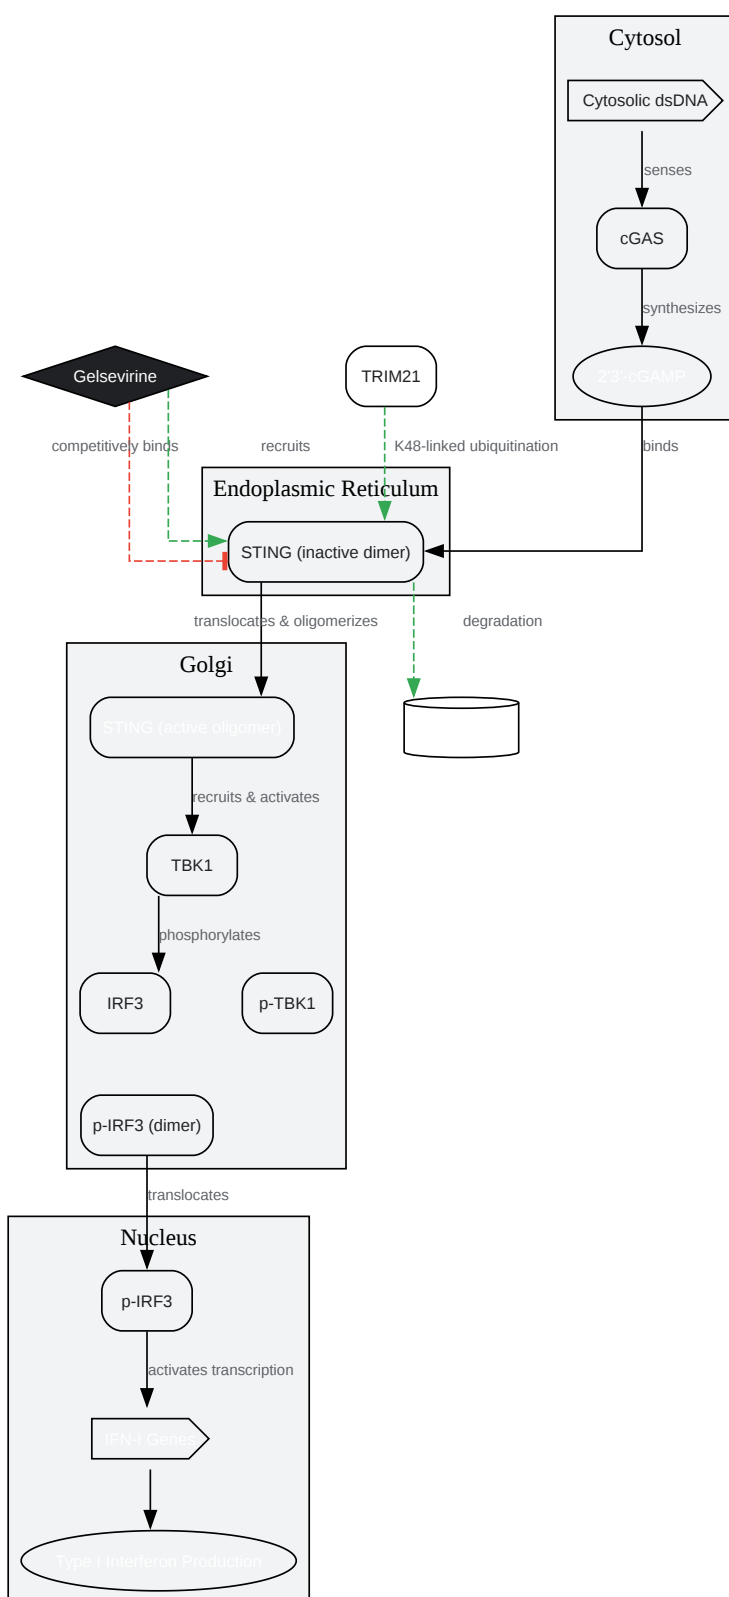 Cytosol
Cytosolic dsDNA
senses
cGAS
synthesizes
2'3'-cGAMP
Gelsevirine
TRIM21
competitively binds
recruits
K48-linked ubiquitination
binds
Endoplasmic Reticulum
STING (inactive dimer)
translocates & oligomerizes
degradation
Golgi
STING (active oligomer)
recruits & activates
TBK1
phosphorylates
IRF3
p-TBK1
p-IRF3 (dimer)
translocates
Nucleus
p-IRF3
activates transcription
IFN-I Genes
Type I Interferon Production